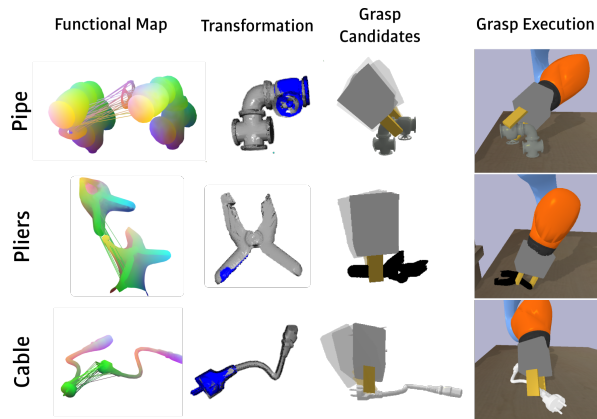 Functional Map
Transformation
Grasp
Candidates
Grasp Execution
Pipe
Pliers
Cable